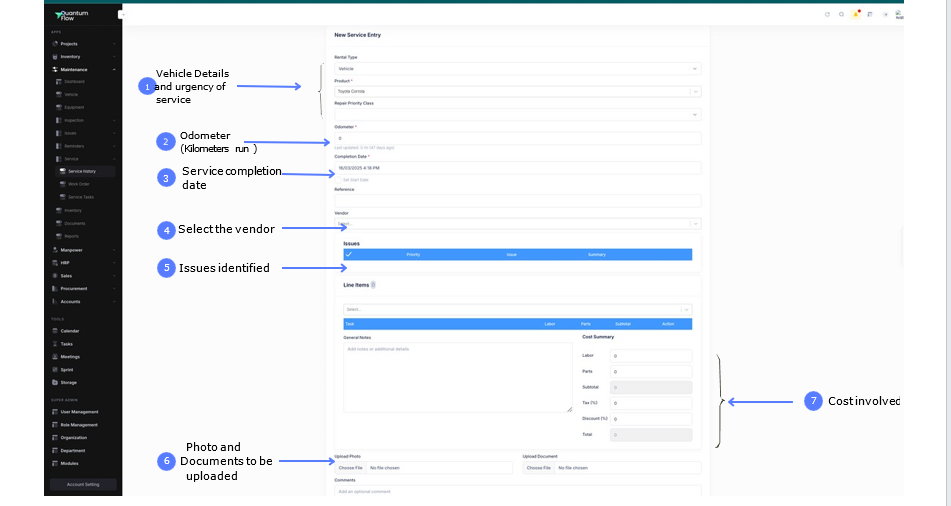 Quantum
Flow
APPS
Projects
Inventory
Maintenance
Dashboard
Vehicle
Equipment
Inspection
Issues
Reminders
Service
Service history
Work Order
Service Tasks
Inventory
Documents
Reports
Manpower
HRP
Sales
Procurement
Accounts
TOOLS
Calendar
Tasks
Meetings
Sprint
Storage
SUPER ADMIN
User Management
Role Management
Organization
Department
Modules
Account Setting
New Service Entry
Rental Type
Vehicle
Product *
Toyota Corrola
Repair Priority Class
Odometer *
0
Last updated: 0 mi (47 days ago)
Completion Date *
16/03/2025 4:18 PM
Set Start Date
Reference
Vendor
Select...
Issues
Priority Issue Summary
Line Items 0
Select...
Task Labor Parts Subtotal Action
General Notes
Add notes or additional details
Cost Summary
Labor 0
Parts 0
Subtotal 0
Tax (%) 0
Discount (%) 0
Total 0
Upload Photo
Choose File No file chosen
Upload Document
Choose File No file chosen
Comments
Add an optional comment
1 Vehicle Details
and urgency of
service
2 Odometer
(Kilometers run )
3 Service completion
date
4 Select the vendor
5 Issues identified
6 Photo and
Documents to be
uploaded
7 Cost involved